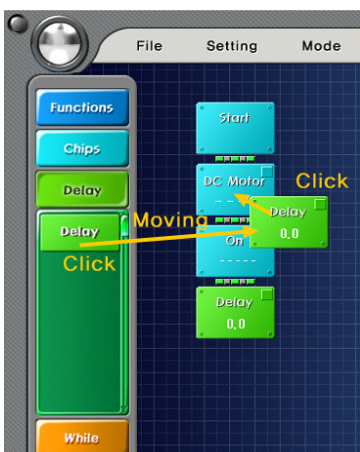 File Setting Mode
Functions
Chips
Delay
Delay
While
Start
DC Motor
- - - - -
On
- - - - -
Delay
0.0
Delay
0.0
Click
Moving
Click